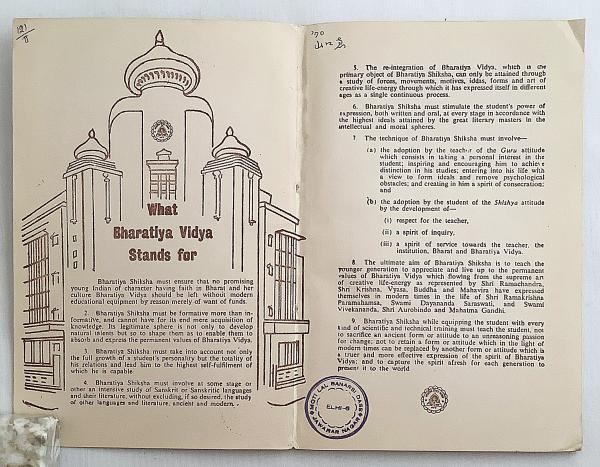 121
What
Bharatiya Vidya
Stands for
Bharatiya Shiksha must ensure that no promising
young Indian of character having faith in Bharat and her
culture Bharatiya Vidya should be left without modern
educational equipment by reason merely of want of funds.
2. Bharatiya Shiksha must be formative more than in-
formative, and cannot have for its end mere acquisition of
knowledge. Its legitimate sphere is not only to develop
natural talents but so to shape them as to enable them to
absorb and express the permanent values of Bharatiya Vidya.
3. Bharatiya Shiksha must take into account not only
the full growth of a student's personality but the totality of
his relations and lead him to the highest self-fulfilment of
which he is capable.
4. Bharatiya Shiksha must involve at some stage or
other an intensive study of Sanskrit or Sanskritic languages
and their literature, without excluding, if so desired, the study
of other languages and literature, ancient and modern.
5. The re-integration of Bharatiya Vidya, which is the
primary object of Bharatiya Shiksha, can only be attained through
a study of forces, movements, motives, ideas, forms and art of
creative life-energy through which it has expressed itself in different
ages as a single continuous process.
6. Bharatiya Shiksha must stimulate the student's power of
expression, both written and oral, at every stage in accordance with
the highest ideals attained by the great literary masters in the
intellectual and moral spheres.
7 The technique of Bharatiya Shiksha must involve—
(a) the adoption by the teacher of the Guru attitude
which consists in taking a personal interest in the
student; inspiring and encouraging him to achieve
distinction in his studies; entering into his life with
a view to form ideals and remove psychological
obstacles; and creating in him a spirit of consecration;
and
(b) the adoption by the student of the Shishya attitude
by the development of—
(i) respect for the teacher,
(ii) a spirit of inquiry,
(iii) a spirit of service towards the teacher, the
institution, Bharat and Bharatiya Vidya.
8. The ultimate aim of Bharatiya Shiksha is to teach the
younger generation to appreciate and live up to the permanent
values of Bharatiya Vidya which flowing from the supreme art
of creative life-energy as represented by Shri Ramachandra,
Shri Krishna, Vyasa, Buddha and Mahavira have expressed
themselves in modern times in the life of Shri Ramakrishna
Paramahamsa, Swami Dayananda Saraswati, and Swami
Vivekananda, Shri Aurobindo and Mahatma Gandhi.
9. Bharatiya Shiksha while equipping the student with every
kind of scientific and technical training must teach the student, not
to sacrifice an ancient form or attitude to an unreasoning passion
for change; not to retain a form or attitude which in the light of
modern times can be replaced by another form or attitude which is
a truer and more effective expression of the spirit of Bharatiya
Vidya; and to capture the spirit afresh for each generation to
present it to the world
MOTI LAL BANARSI DASS
ELHI-6
JAWAHAR NAGAR